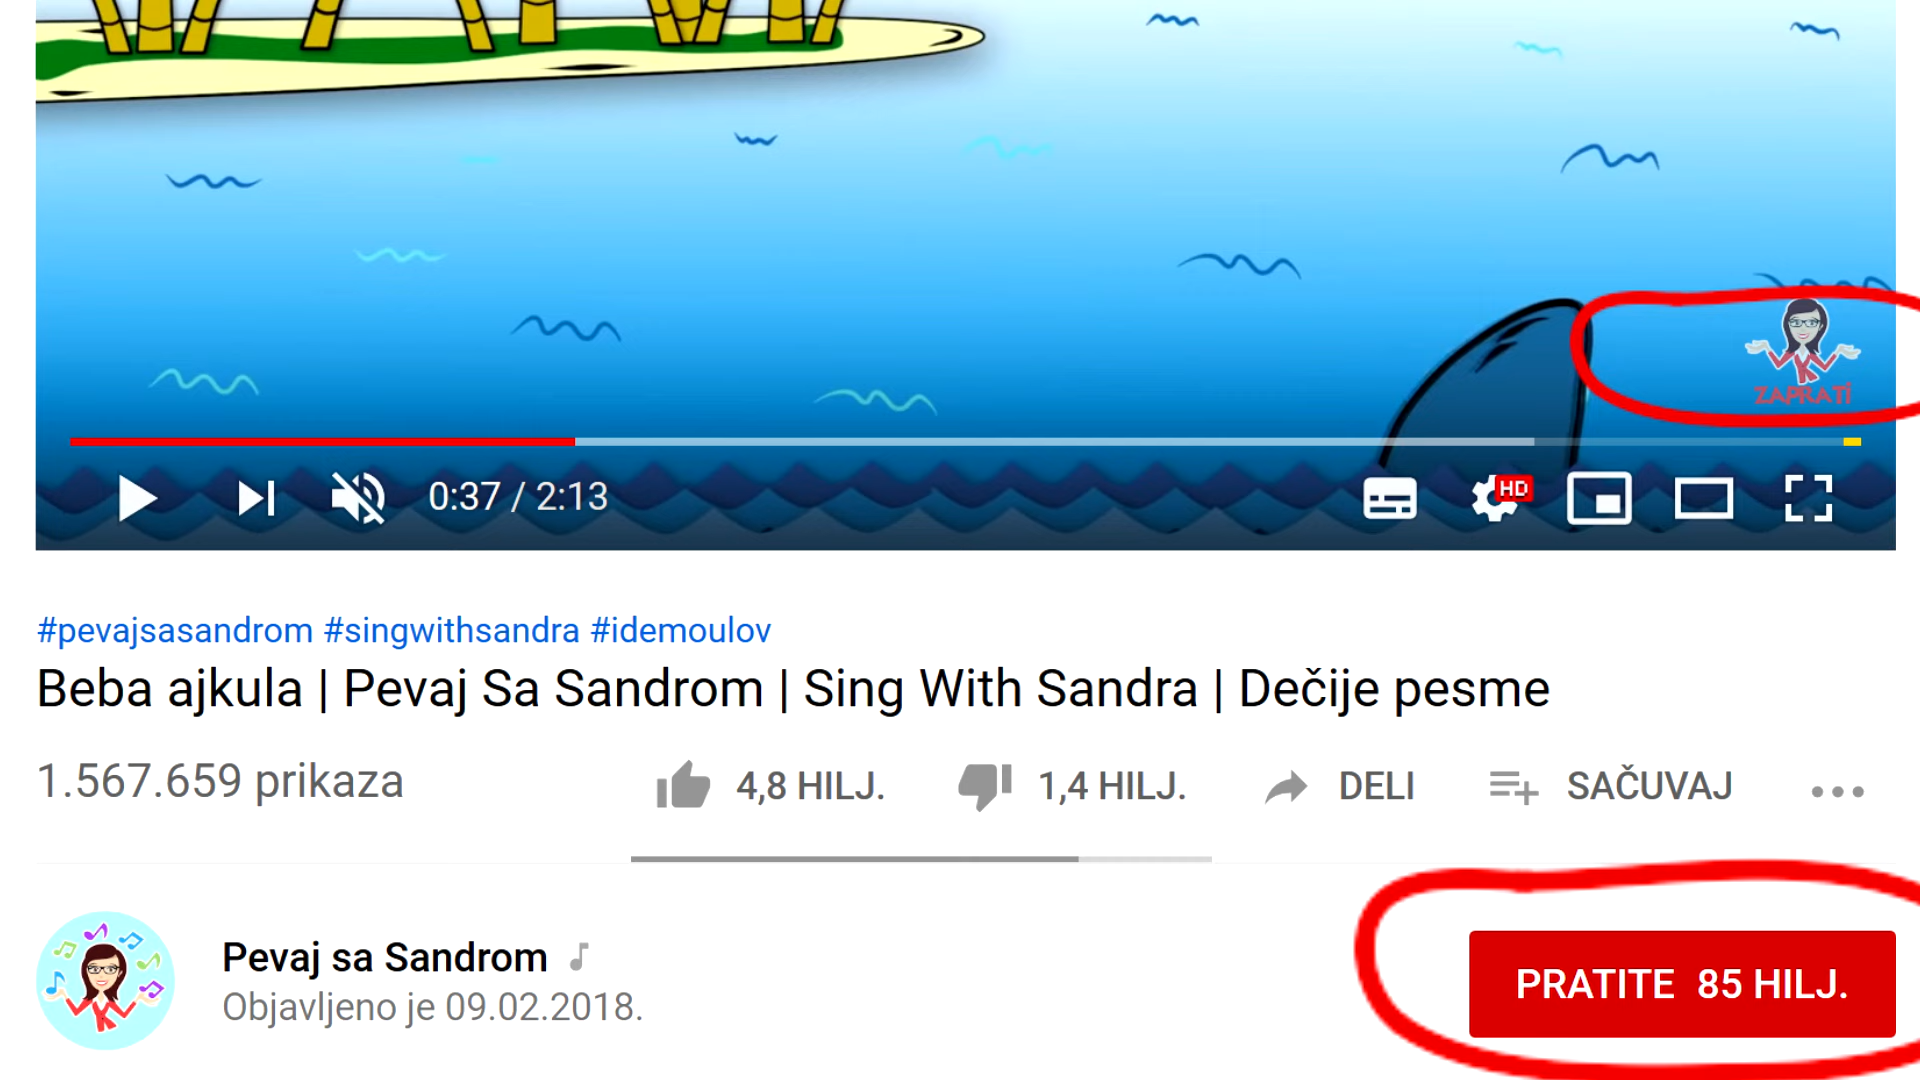 ZAPRATI
0:37 / 2:13
HD
#pevajsasandrom #singwithsandra #idemoulov
Beba ajkula | Pevaj Sa Sandrom | Sing With Sandra | Dečije pesme
1.567.659 prikaza
4,8 HILJ.
1,4 HILJ.
DELI
SAČUVAJ
Pevaj sa Sandrom
Objavljeno je 09.02.2018.
PRATITE 85 HILJ.